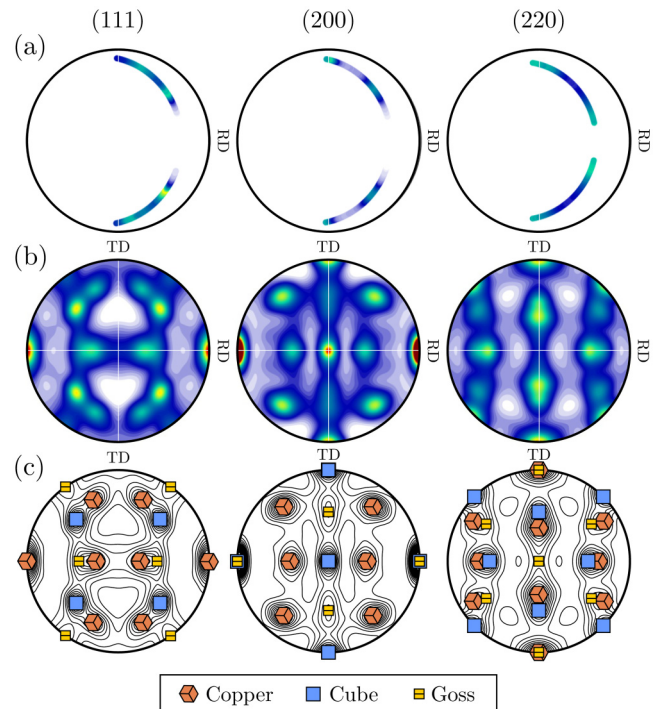 (111) (200) (220)
(a)
RD RD RD
(b) TD TD TD
RD RD RD
(c) TD TD TD
Copper Cube Goss